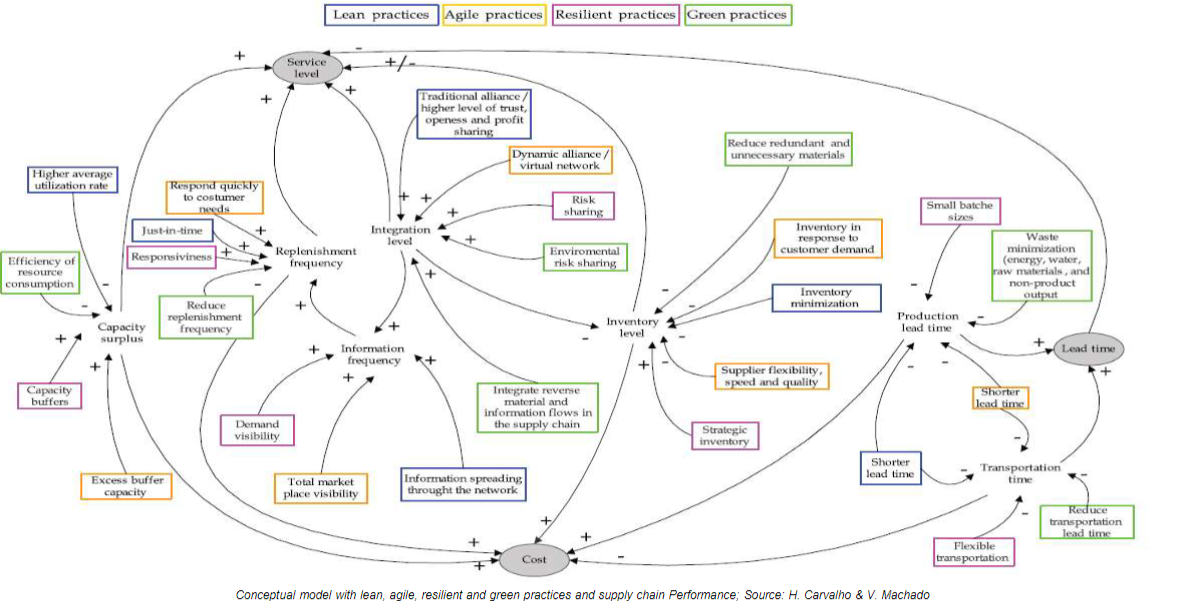 Lean practices
Agile practices
Resilient practices
Green practices
Service
level
+
-
+/-
+
+
Traditional alliance /
higher level of trust,
openess and profit
sharing
Dynamic alliance /
virtual network
Reduce redundant and
unnecessary materials
Higher average
utilization rate
Respond quickly
to costumer
needs
Just-in-time
Responsiviness
Risk
sharing
Small batche
sizes
Inventory in
response to
customer demand
Integration
level
+
+
+
+
+
Replenishment
frequency
+
+
+
-
+
Enviromental
risk sharing
Waste
minimization
(energy, water,
raw materials , and
non-product
output
Efficiency of
resource
consumption
Inventory
minimization
Reduce
replenishment
frequency
Capacity
surplus
-
-
+
+
Inventory
level
-
-
-
-
-
+
Production
lead time
-
-
-
-
Lead time
+
+
Information
frequency
+
+
+
+
Supplier flexibility,
speed and quality
Capacity
buffers
Integrate reverse
material and
information flows in
the supply chain
Shorter
lead time
Demand
visibility
Strategic
inventory
Shorter
lead time
Transportation
time
-
-
-
-
Excess buffer
capacity
Total market
place visibility
Information spreading
throught the network
Reduce
transportation
lead time
Flexible
transportation
Cost
+
+
+
+
-
Conceptual model with lean, agile, resilient and green practices and supply chain Performance; Source: H. Carvalho & V. Machado